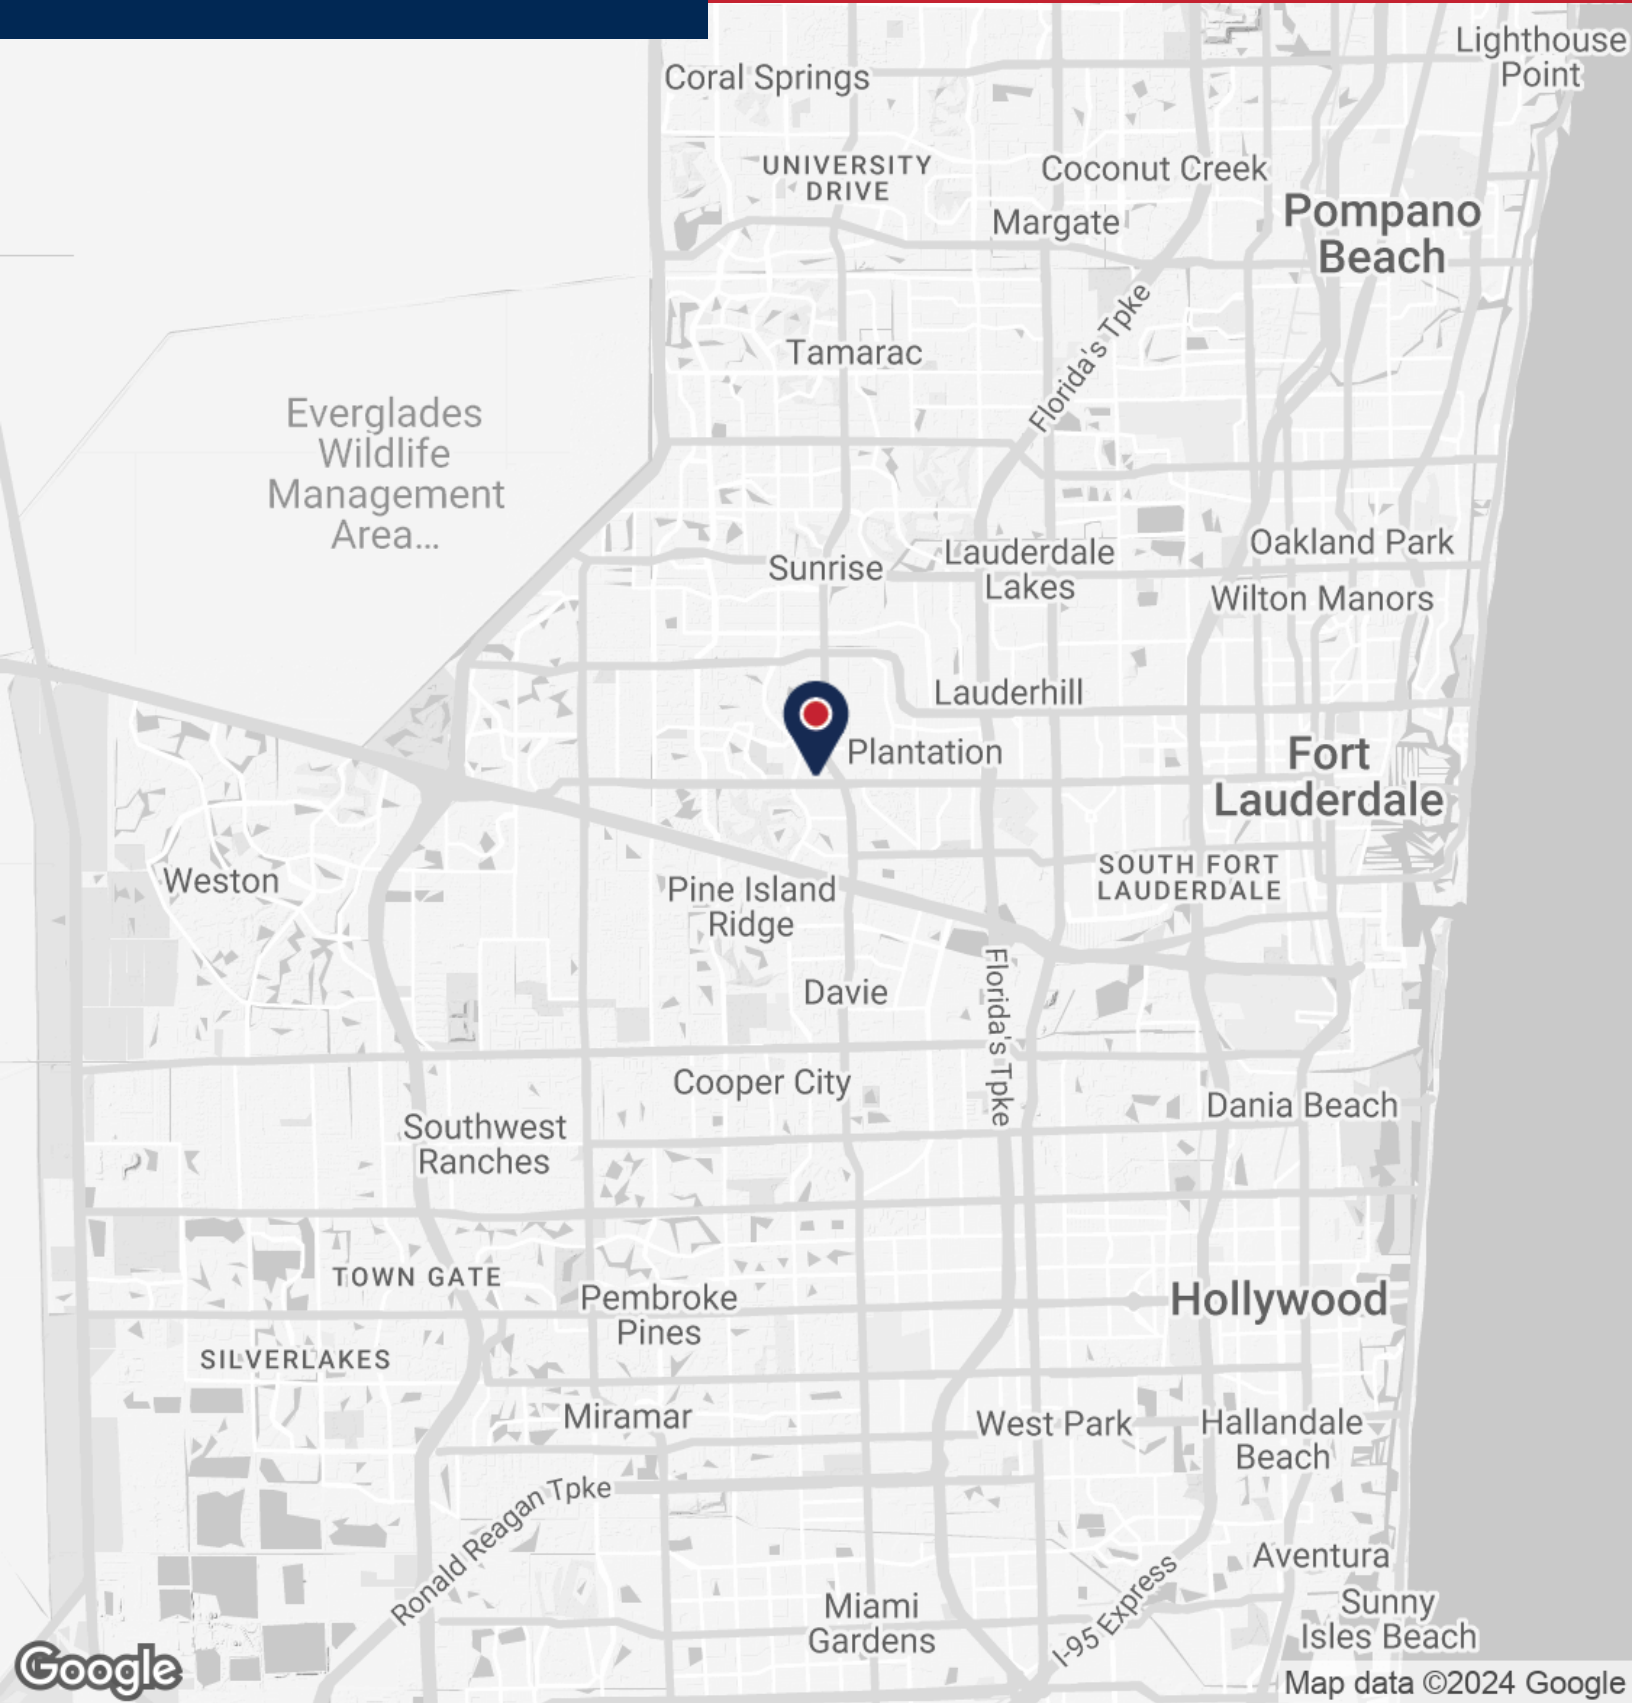 Lighthouse
Point
Coral Springs
UNIVERSITY
DRIVE
Coconut Creek
Margate
Pompano
Beach
Florida's Tpke
Tamarac
Everglades
Wildlife
Management
Area...
Oakland Park
Sunrise
Lauderdale
Lakes
Wilton Manors
Lauderhill
Plantation
Fort
Lauderdale
Weston
Pine Island
Ridge
SOUTH FORT
LAUDERDALE
Davie
Florida's Tpke
Cooper City
Dania Beach
Southwest
Ranches
TOWN GATE
Pembroke
Pines
Hollywood
SILVERLAKES
Miramar
West Park
Hallandale
Beach
Ronald Reagan Tpke
Aventura
I-95 Express
Miami
Gardens
Sunny
Isles Beach
Google
Map data ©2024 Google